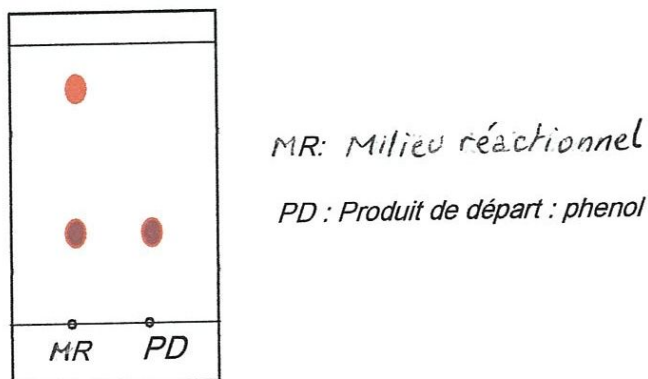 MR: Milieu réactionnel
PD : Produit de départ : phenol
MR PD